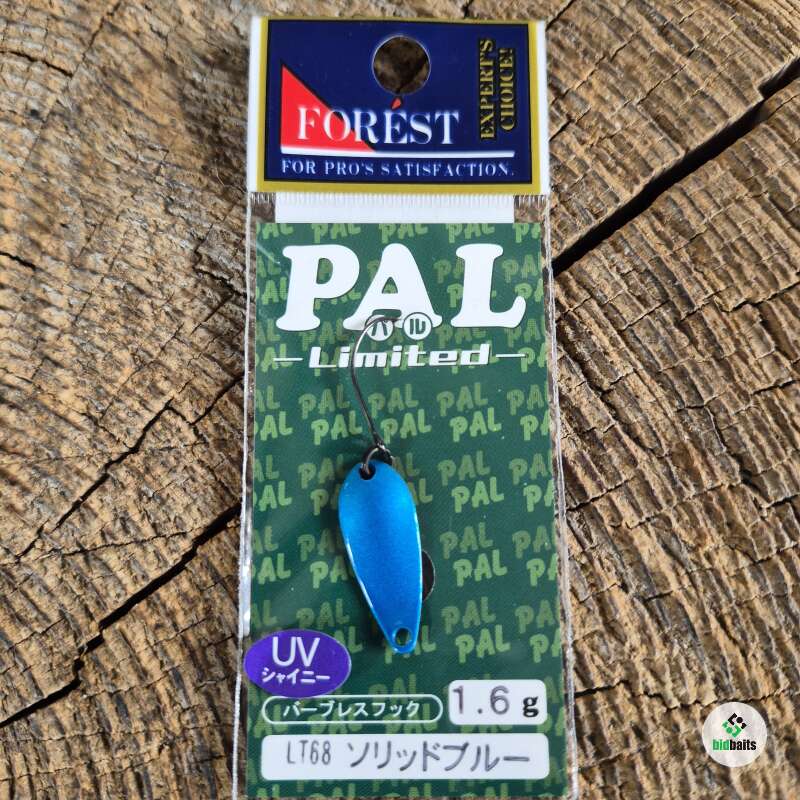 FORÉST
EXPERT'S
CHOICE!
FOR PRO'S SATISFACTION.
PAL
パル
Limited
UV
シャイニー
バーブレスフック
1.6g
LT68 ソリッドブルー
bidbaits